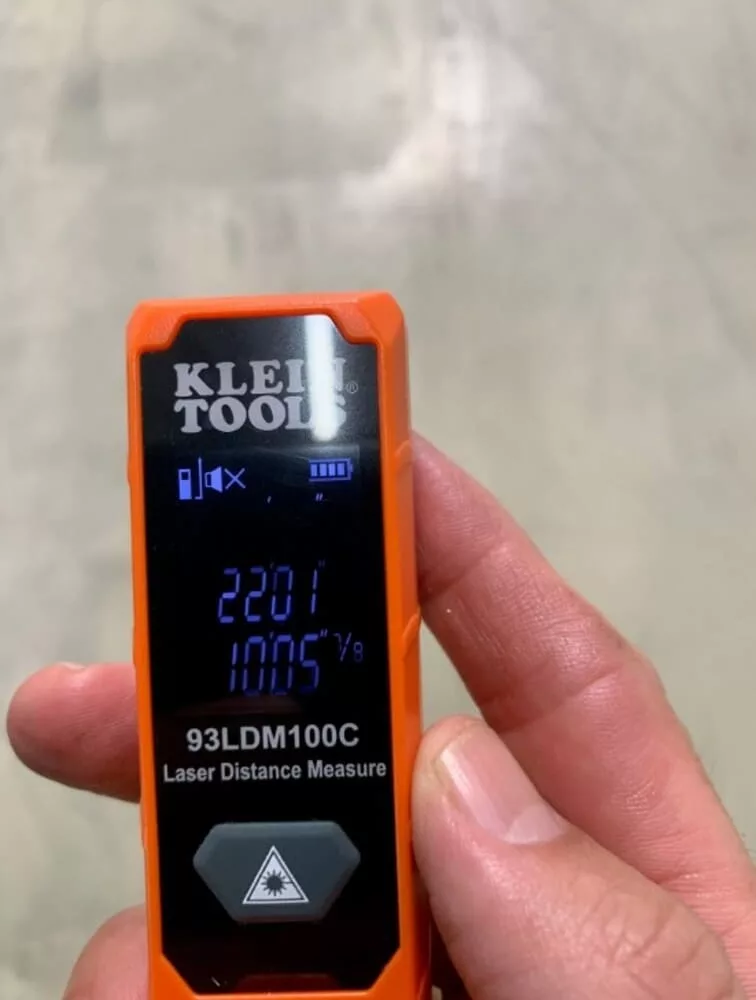 KLEIN
TOOLS®
' "
22'01"
10'05" 7/8
93LDM100C
Laser Distance Measure